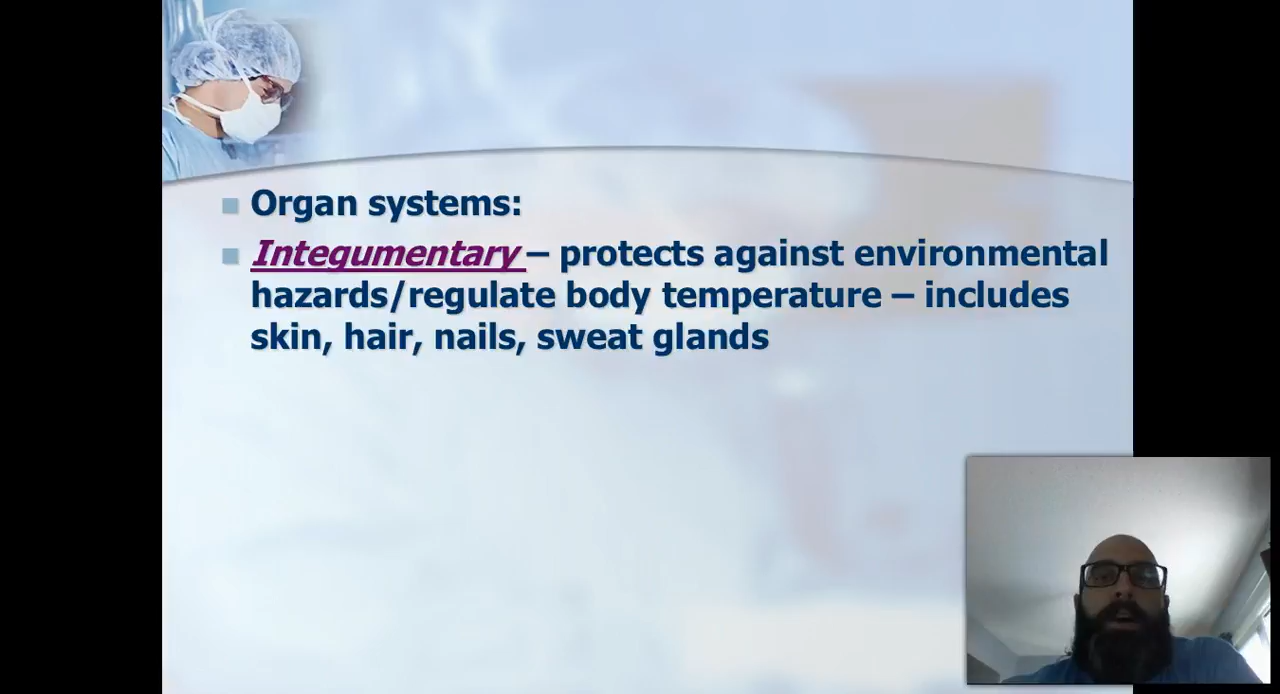 Organ systems:
Integumentary – protects against environmental
hazards/regulate body temperature – includes
skin, hair, nails, sweat glands